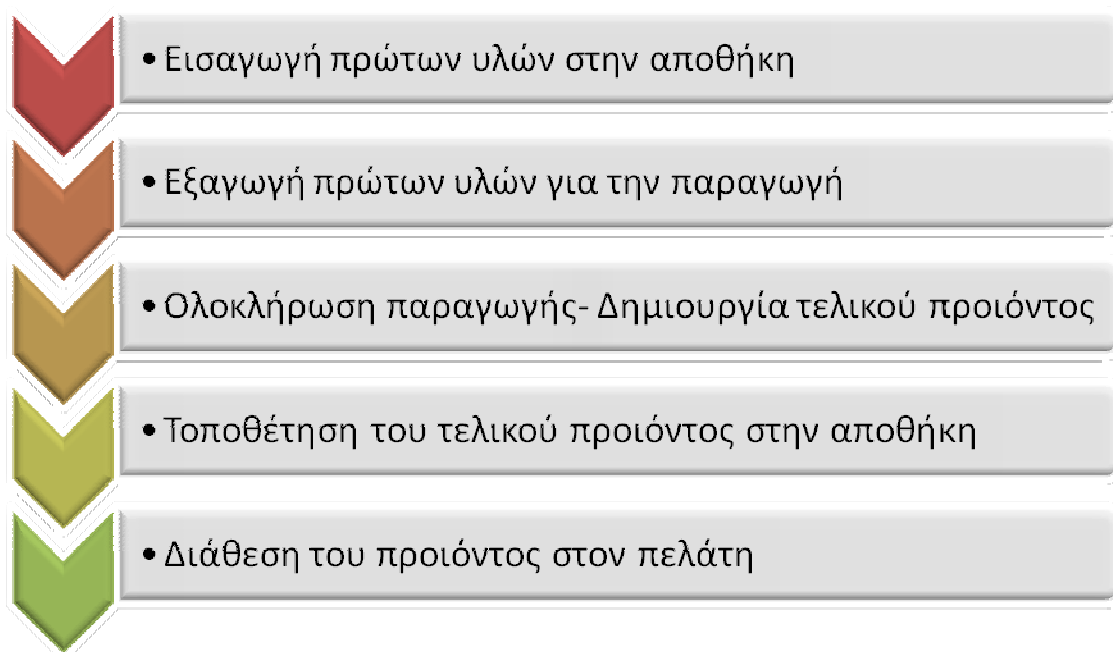 • Εισαγωγή πρώτων υλών στην αποθήκη
• Εξαγωγή πρώτων υλών για την παραγωγή
• Ολοκλήρωση παραγωγής- Δημιουργία τελικού προιόντος
• Τοποθέτηση του τελικού προιόντος στην αποθήκη
• Διάθεση του προιόντος στον πελάτη